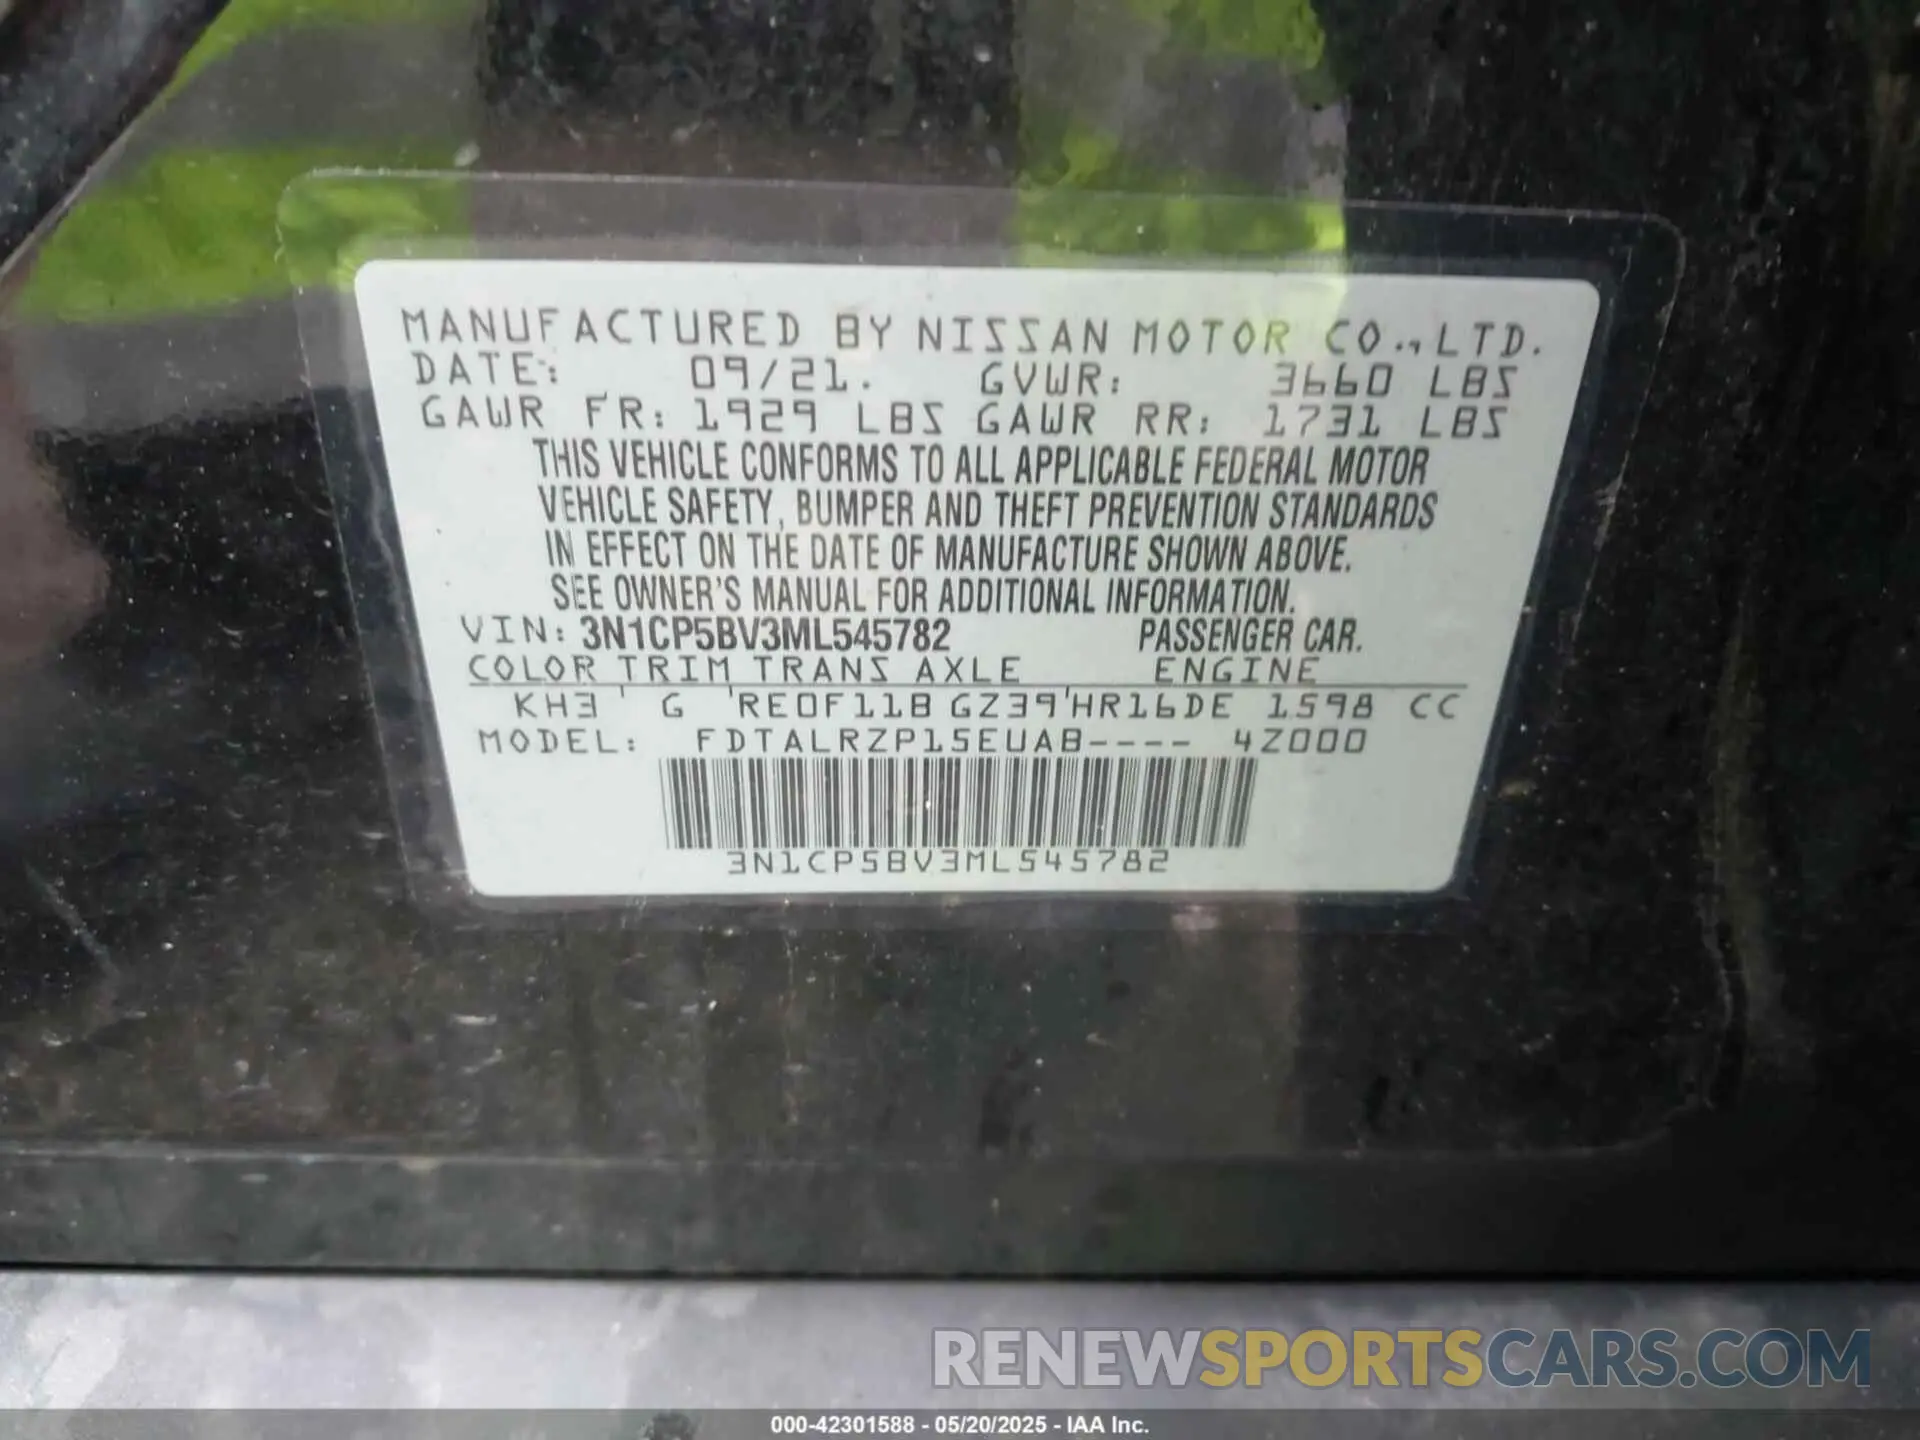 MANUFACTURED BY NISSAN MOTOR CO., LTD.
DATE: 09/21. GVWR: 3660 LBS
GAWR FR: 1929 LBS GAWR RR: 1731 LBS
THIS VEHICLE CONFORMS TO ALL APPLICABLE FEDERAL MOTOR
VEHICLE SAFETY, BUMPER AND THEFT PREVENTION STANDARDS
IN EFFECT ON THE DATE OF MANUFACTURE SHOWN ABOVE.
SEE OWNER'S MANUAL FOR ADDITIONAL INFORMATION.
VIN: 3N1CP5BV3ML545782 PASSENGER CAR.
COLOR TRIM TRANS AXLE ENGINE
KH3 ' G 'RE0F11B GZ39'HR16DE 1598 CC
MODEL: FDTALRZP15EUAB---- 4Z000
3N1CP5BV3ML545782
RENEWSPORTSCARS.COM
000-42301588 - 05/20/2025 - IAA Inc.